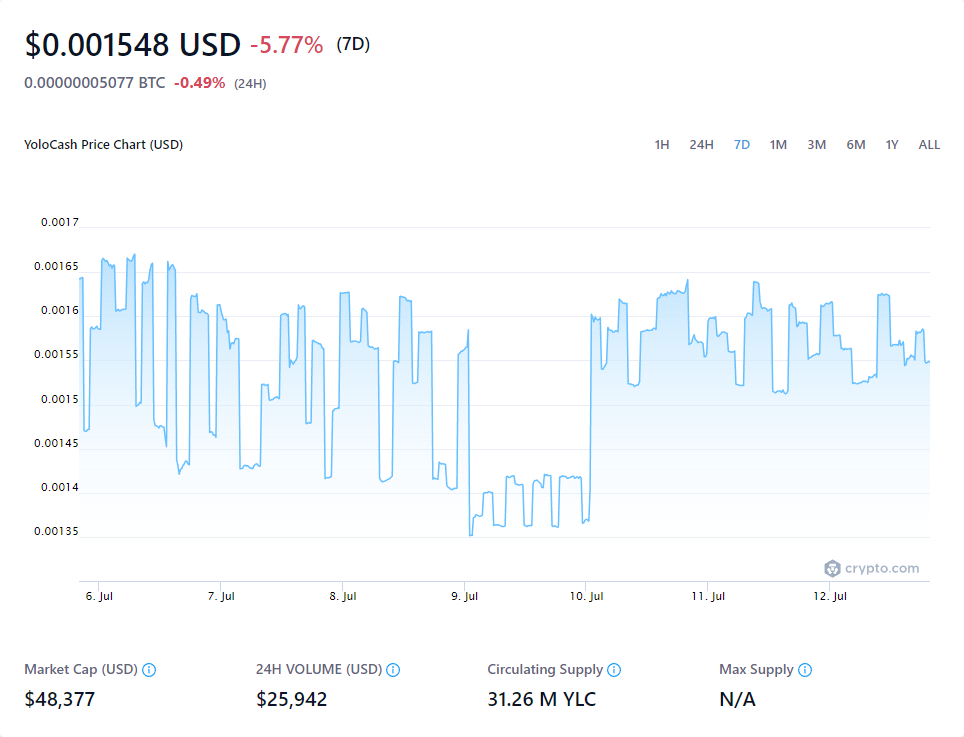 $0.001548 USD -5.77% (7D)
0.00000005077 BTC -0.49% (24H)
YoloCash Price Chart (USD) 1H 24H 7D 1M 3M 6M 1Y ALL
0.0017
0.00165
0.0016
0.00155
0.0015
0.00145
0.0014
0.00135
crypto.com
6. Jul 7. Jul 8. Jul 9. Jul 10. Jul 11. Jul 12. Jul
Market Cap (USD) 24H VOLUME (USD) Circulating Supply Max Supply
$48,377 $25,942 31.26 M YLC N/A